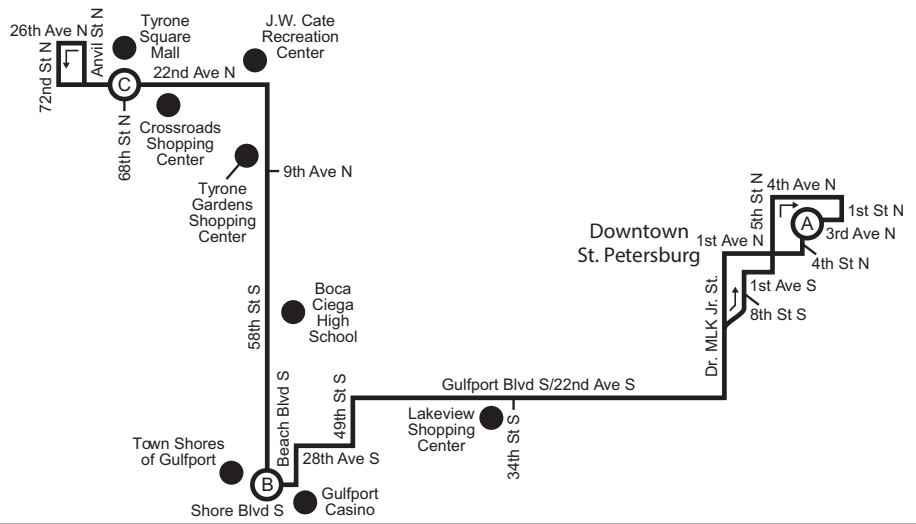 26th Ave N
Anvil St N
72nd St N
Tyrone
Square
Mall
J.W. Cate
Recreation
Center
22nd Ave N
C
68th St N
Crossroads
Shopping
Center
9th Ave N
Tyrone
Gardens
Shopping
Center
4th Ave N
5th St N
1st St N
A
3rd Ave N
Downtown
St. Petersburg
1st Ave N
4th St N
1st Ave S
8th St S
Dr. MLK Jr. St.
58th St S
Boca
Ciega
High
School
Gulfport Blvd S/22nd Ave S
Beach Blvd S
49th St S
Lakeview
Shopping
Center
34th St S
Town Shores
of Gulfport
28th Ave S
B
Shore Blvd S
Gulfport
Casino